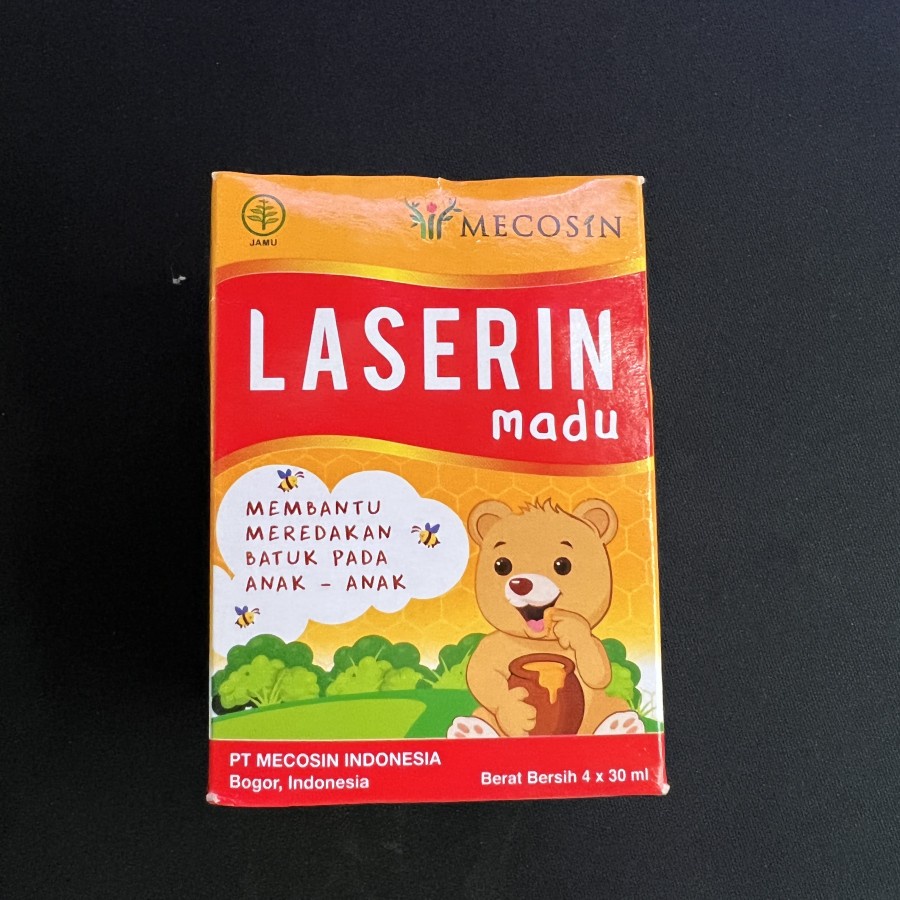 JAMU
MECOSIN
LASERIN
madu
MEMBANTU
MEREDAKAN
BATUK PADA
ANAK - ANAK
PT MECOSIN INDONESIA
Bogor, Indonesia
Berat Bersih 4 x 30 ml